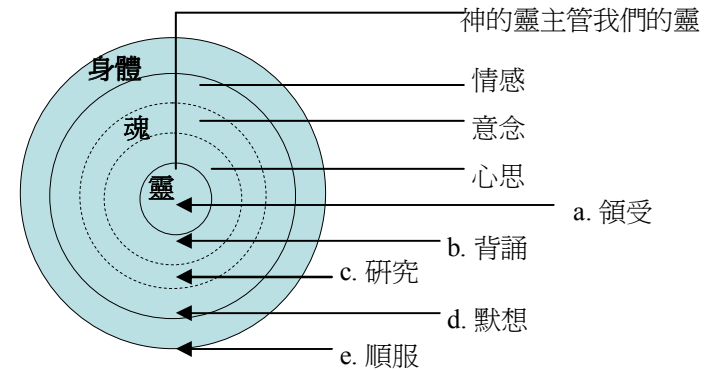 神的靈主管我們的靈
身體
情感
魂
意念
心思
靈
a. 領受
b. 背誦
c. 研究
d. 默想
e. 順服